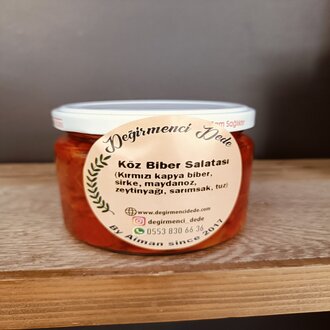 Değirmenci Dede
Köz Biber Salatası
(Kırmızı kapya biber,
sirke, maydanoz,
zeytinyağı, sarımsak, tuz)
www.degirmencidede.com
degirmenci_dede
0553 830 66 36
BY Aiman since 2017